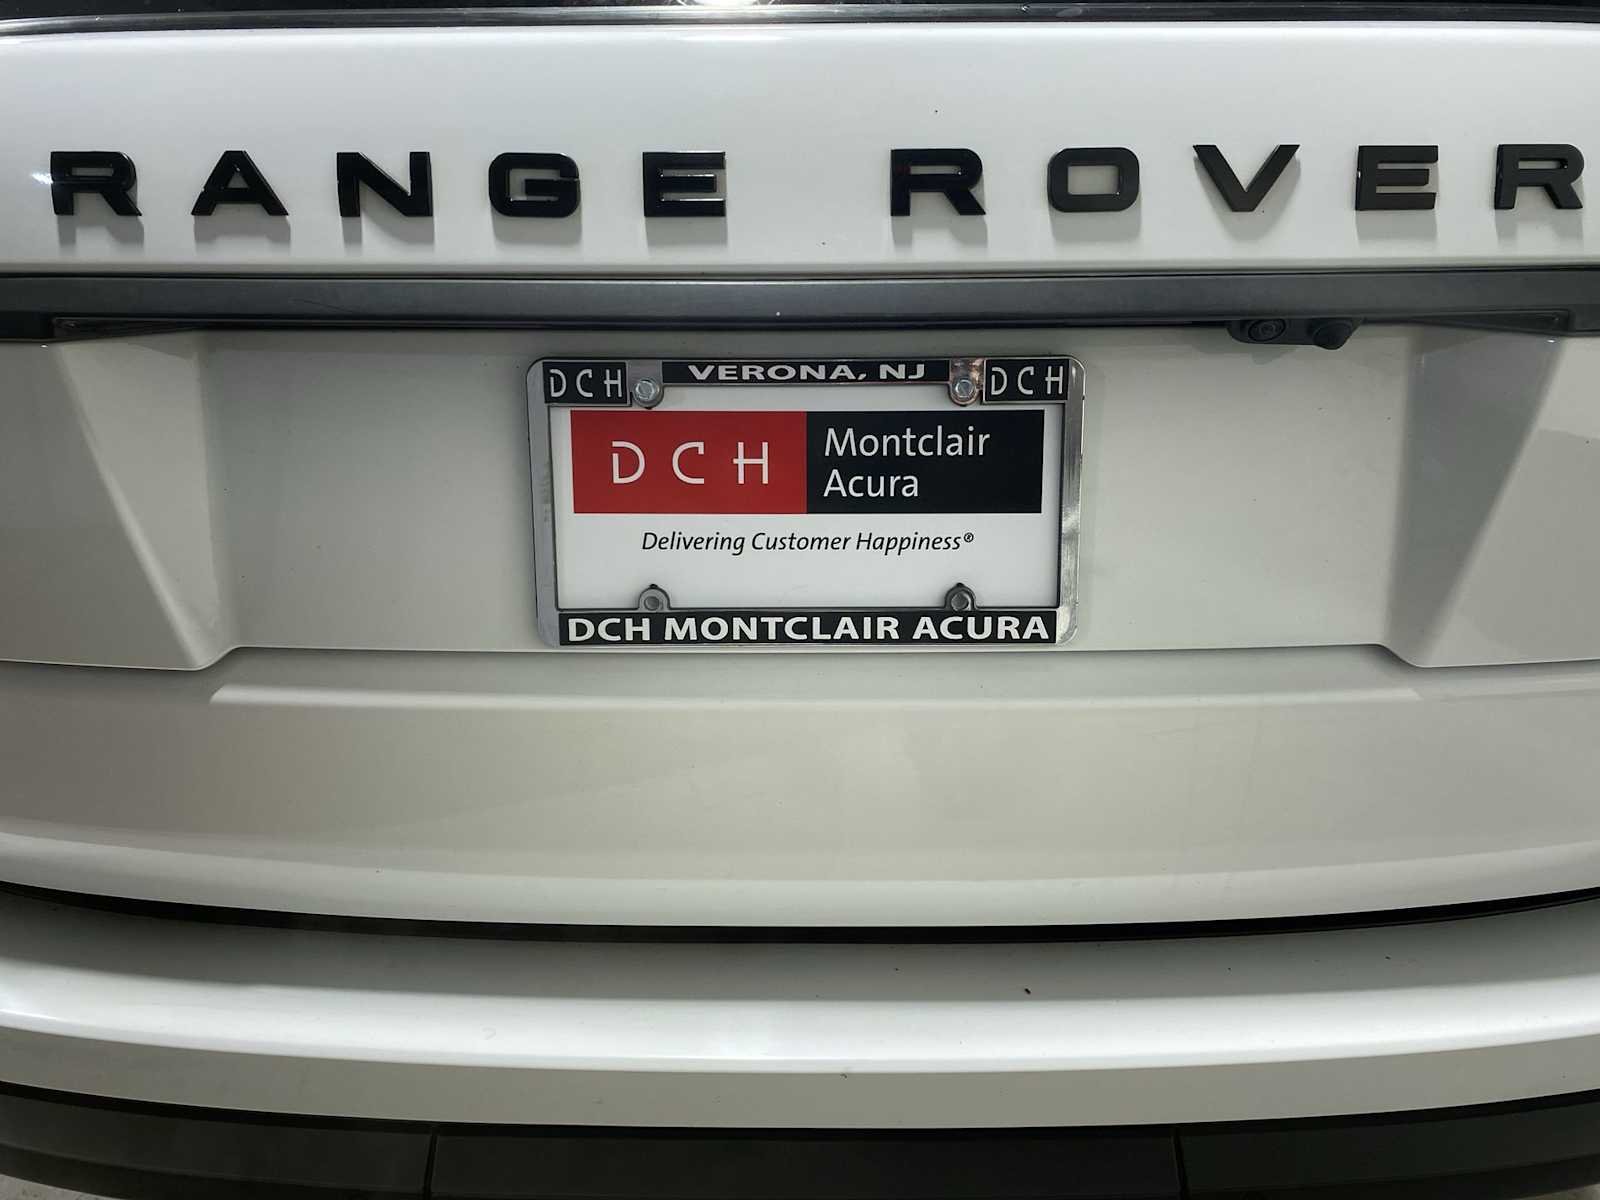 RANGE ROVER
DCH VERONA, NJ DCH
DCH Montclair
Acura
Delivering Customer Happiness®
DCH MONTCLAIR ACURA